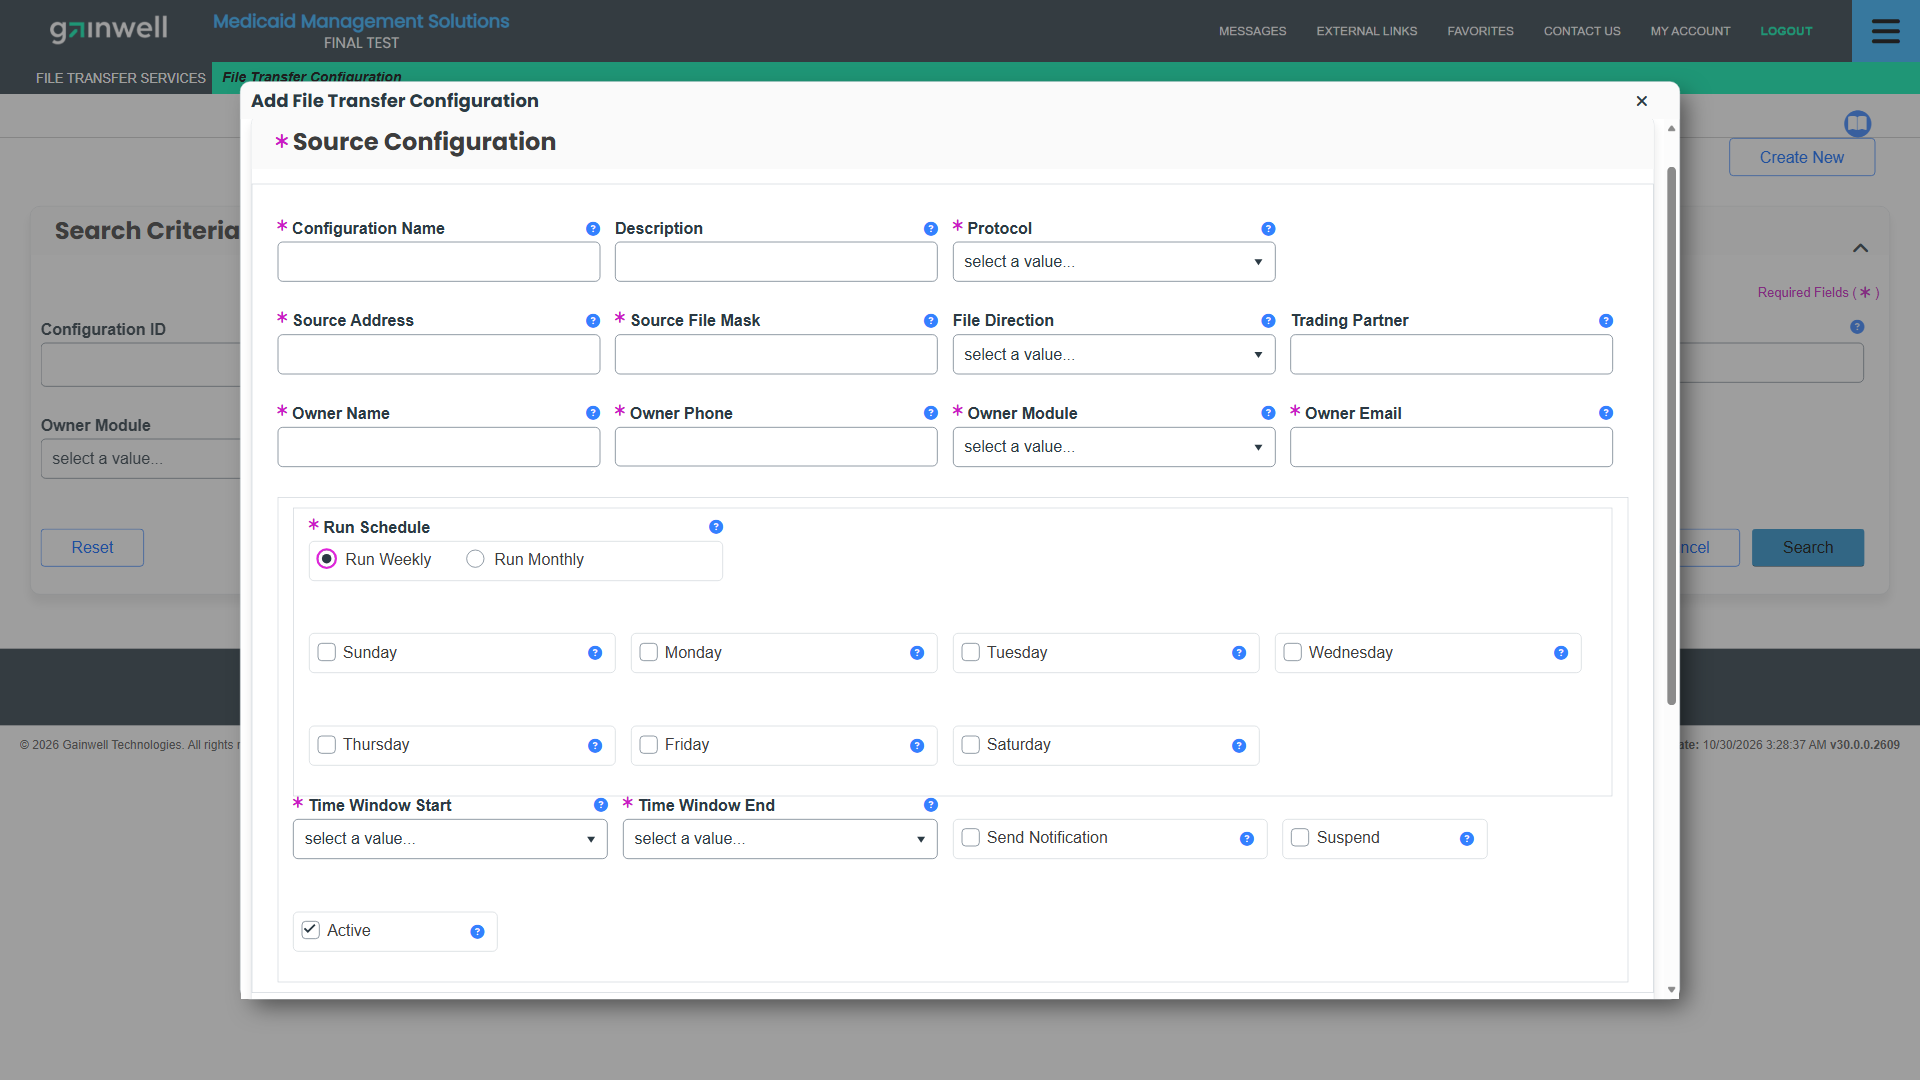 gainwell
Medicaid Management Solutions
FINAL TEST
MESSAGES
EXTERNAL LINKS
FAVORITES
CONTACT US
MY ACCOUNT
LOGOUT
FILE TRANSFER SERVICES
File Transfer Configuration
Add File Transfer Configuration
* Source Configuration
Create New
Search Criteria
Required Fields ( * )
Configuration ID
Owner Module
select a value...
Reset
ncel
Search
* Configuration Name
Description
* Protocol
select a value...
* Source Address
* Source File Mask
File Direction
Trading Partner
select a value...
* Owner Name
* Owner Phone
* Owner Module
* Owner Email
select a value...
* Run Schedule
Run Weekly
Run Monthly
Sunday
Monday
Tuesday
Wednesday
Thursday
Friday
Saturday
* Time Window Start
* Time Window End
select a value...
select a value...
Send Notification
Suspend
Active
© 2026 Gainwell Technologies. All rights r
ate: 10/30/2026 3:28:37 AM v30.0.0.2609